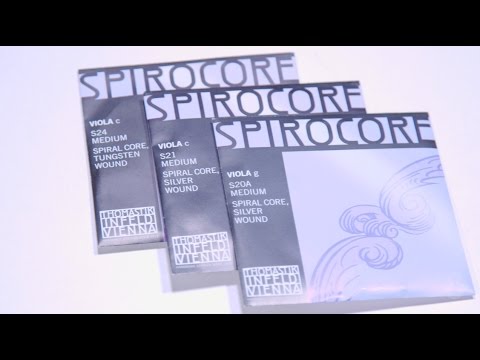 SPIROCORE
VIOLA c
S24
MEDIUM
SPIRAL CORE,
TUNGSTEN
WOUND
THOMASTIK
INFELD
VIENNA
SPIROCORE
VIOLA c
S21
MEDIUM
SPIRAL CORE,
SILVER
WOUND
THOMASTIK
INFELD
VIENNA
SPIROCORE
VIOLA g
S20A
MEDIUM
SPIRAL CORE,
SILVER
WOUND
THOMASTIK
INFELD
VIENNA